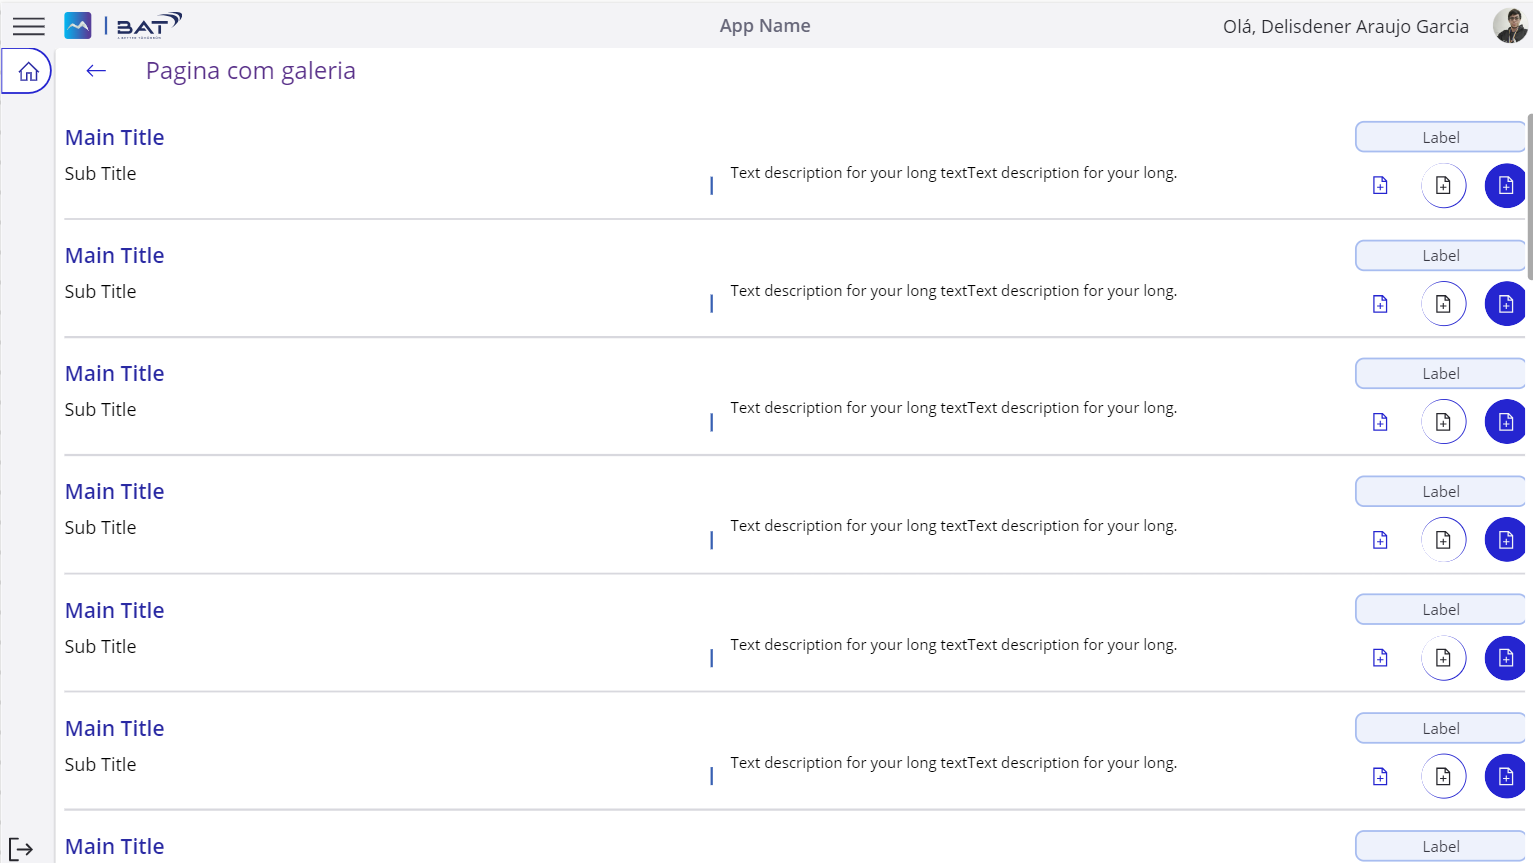 BAT
App Name
Olá, Delisdener Araujo Garcia
Pagina com galeria
Main Title
Label
Sub Title
Text description for your long textText description for your long.
Main Title
Label
Sub Title
Text description for your long textText description for your long.
Main Title
Label
Sub Title
Text description for your long textText description for your long.
Main Title
Label
Sub Title
Text description for your long textText description for your long.
Main Title
Label
Sub Title
Text description for your long textText description for your long.
Main Title
Label
Sub Title
Text description for your long textText description for your long.
Main Title
Label